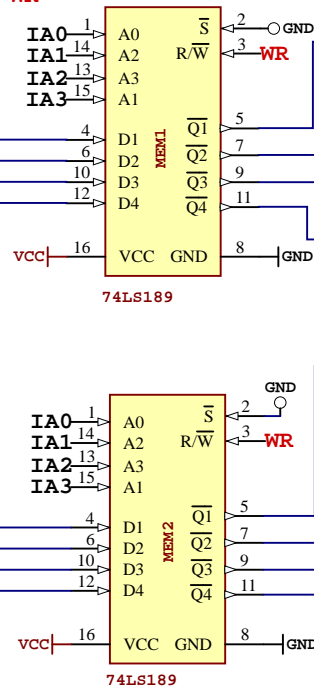 IA0 1 A0 S 2 GND
IA1 14 A2 R/W 3 WR
IA2 13 A3
IA3 15 A1
4 D1 Q1 5
6 D2 Q2 7
10 D3 Q3 9
12 D4 Q4 11
MEM1
VCC 16 VCC GND 8 GND
74LS189
GND
IA0 1 A0 S 2
IA1 14 A2 R/W 3 WR
IA2 13 A3
IA3 15 A1
4 D1 Q1 5
6 D2 Q2 7
10 D3 Q3 9
12 D4 Q4 11
MEM2
VCC 16 VCC GND 8 GND
74LS189